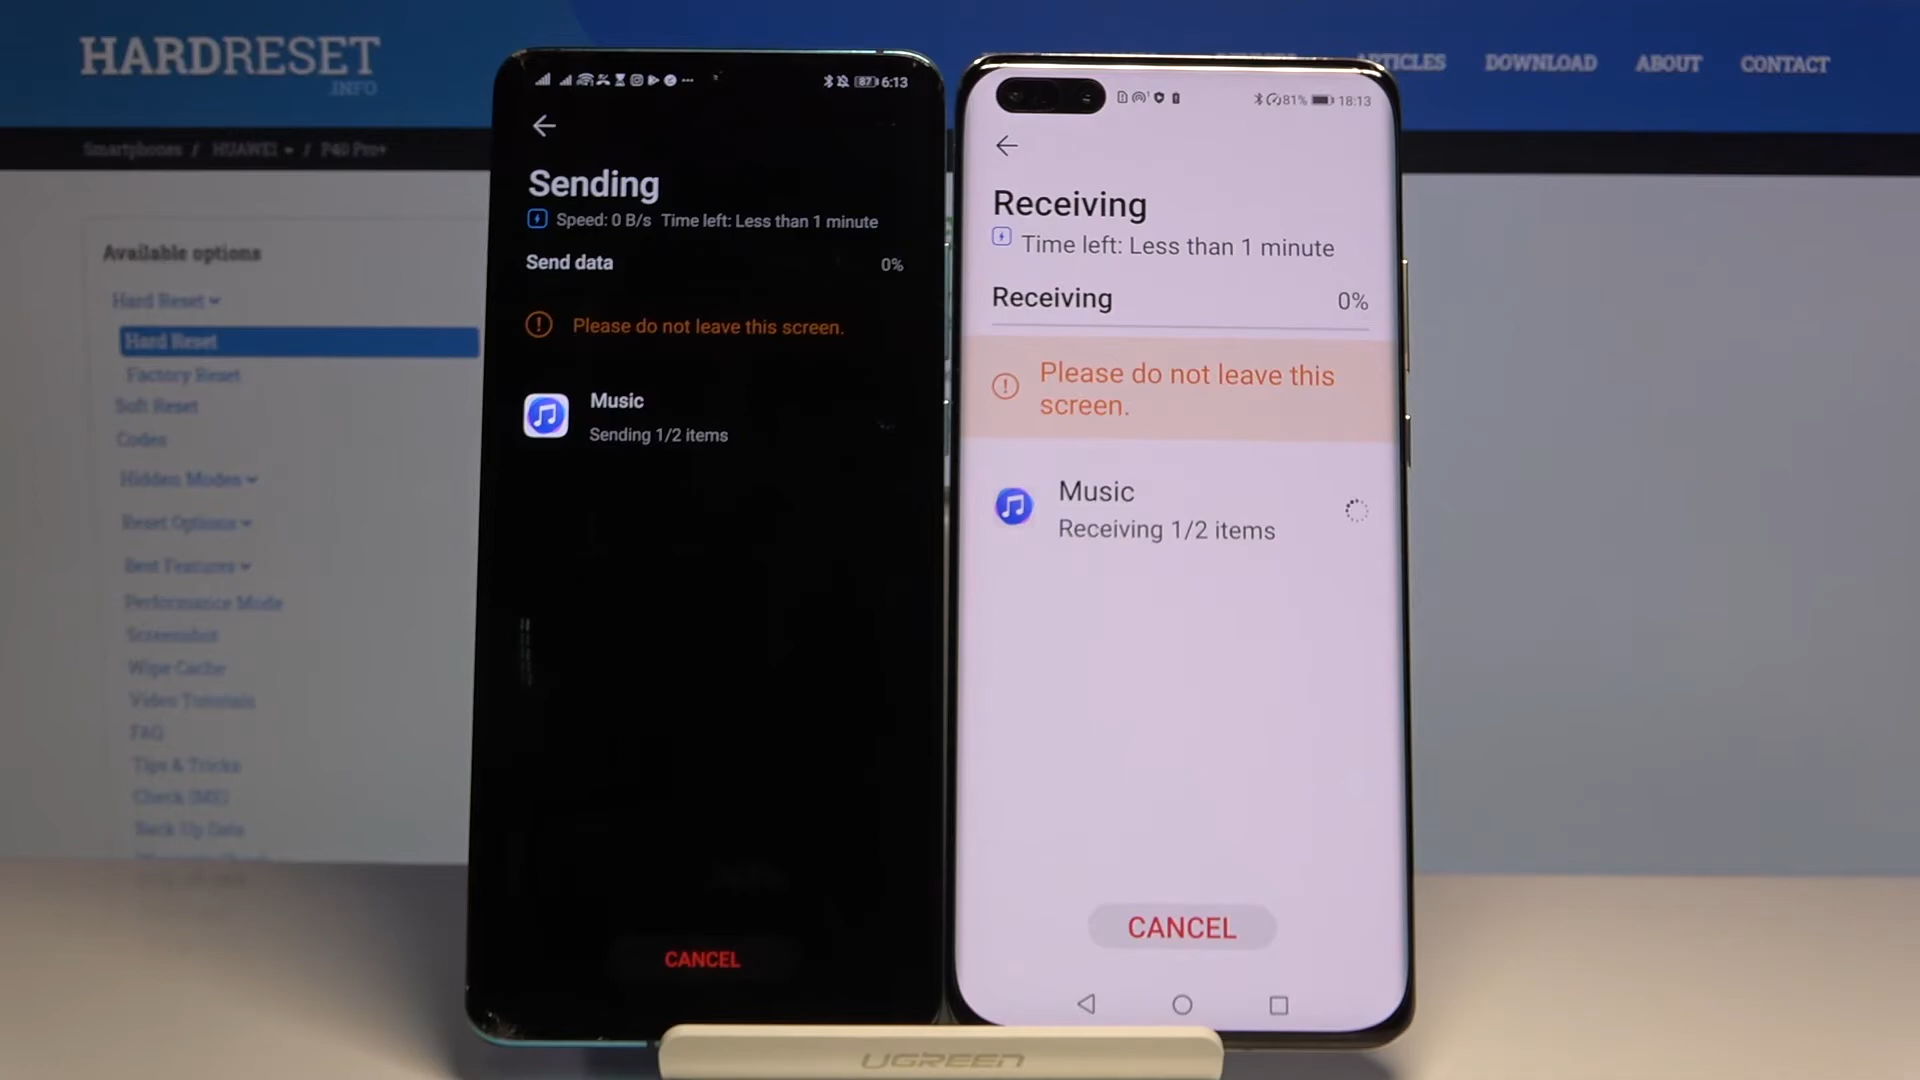 HARDRESET
.INFO
ARTICLES
DOWNLOAD
ABOUT
CONTACT
Smartphones / HUAWEI / P40 Pro+
Available options
Hard Reset
Hard Reset
Factory Reset
Soft Reset
Codes
Hidden Modes
Reset Options
Best Features
Performance Mode
Screenshot
Wipe Cache
Video Tutorials
FAQ
Tips & Tricks
Check IMEI
Back Up Data
87 6:13
Sending
Speed: 0 B/s Time left: Less than 1 minute
Send data 0%
Please do not leave this screen.
Music
Sending 1/2 items
CANCEL
81% 18:13
Receiving
Time left: Less than 1 minute
Receiving 0%
Please do not leave this
screen.
Music
Receiving 1/2 items
CANCEL
UGREEN